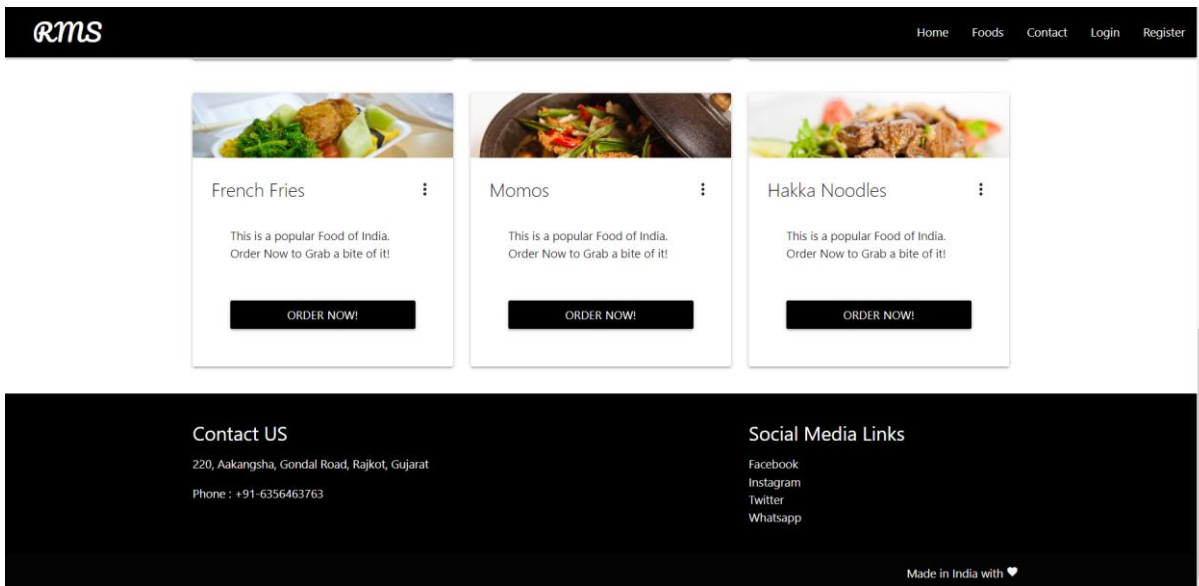 RMS
Home Foods Contact Login Register
French Fries
This is a popular Food of India.
Order Now to Grab a bite of it!
ORDER NOW!
Momos
This is a popular Food of India.
Order Now to Grab a bite of it!
ORDER NOW!
Hakka Noodles
This is a popular Food of India.
Order Now to Grab a bite of it!
ORDER NOW!
Contact US
220, Aakangsha, Gondal Road, Rajkot, Gujarat
Phone : +91-6356463763
Social Media Links
Facebook
Instagram
Twitter
Whatsapp
Made in India with